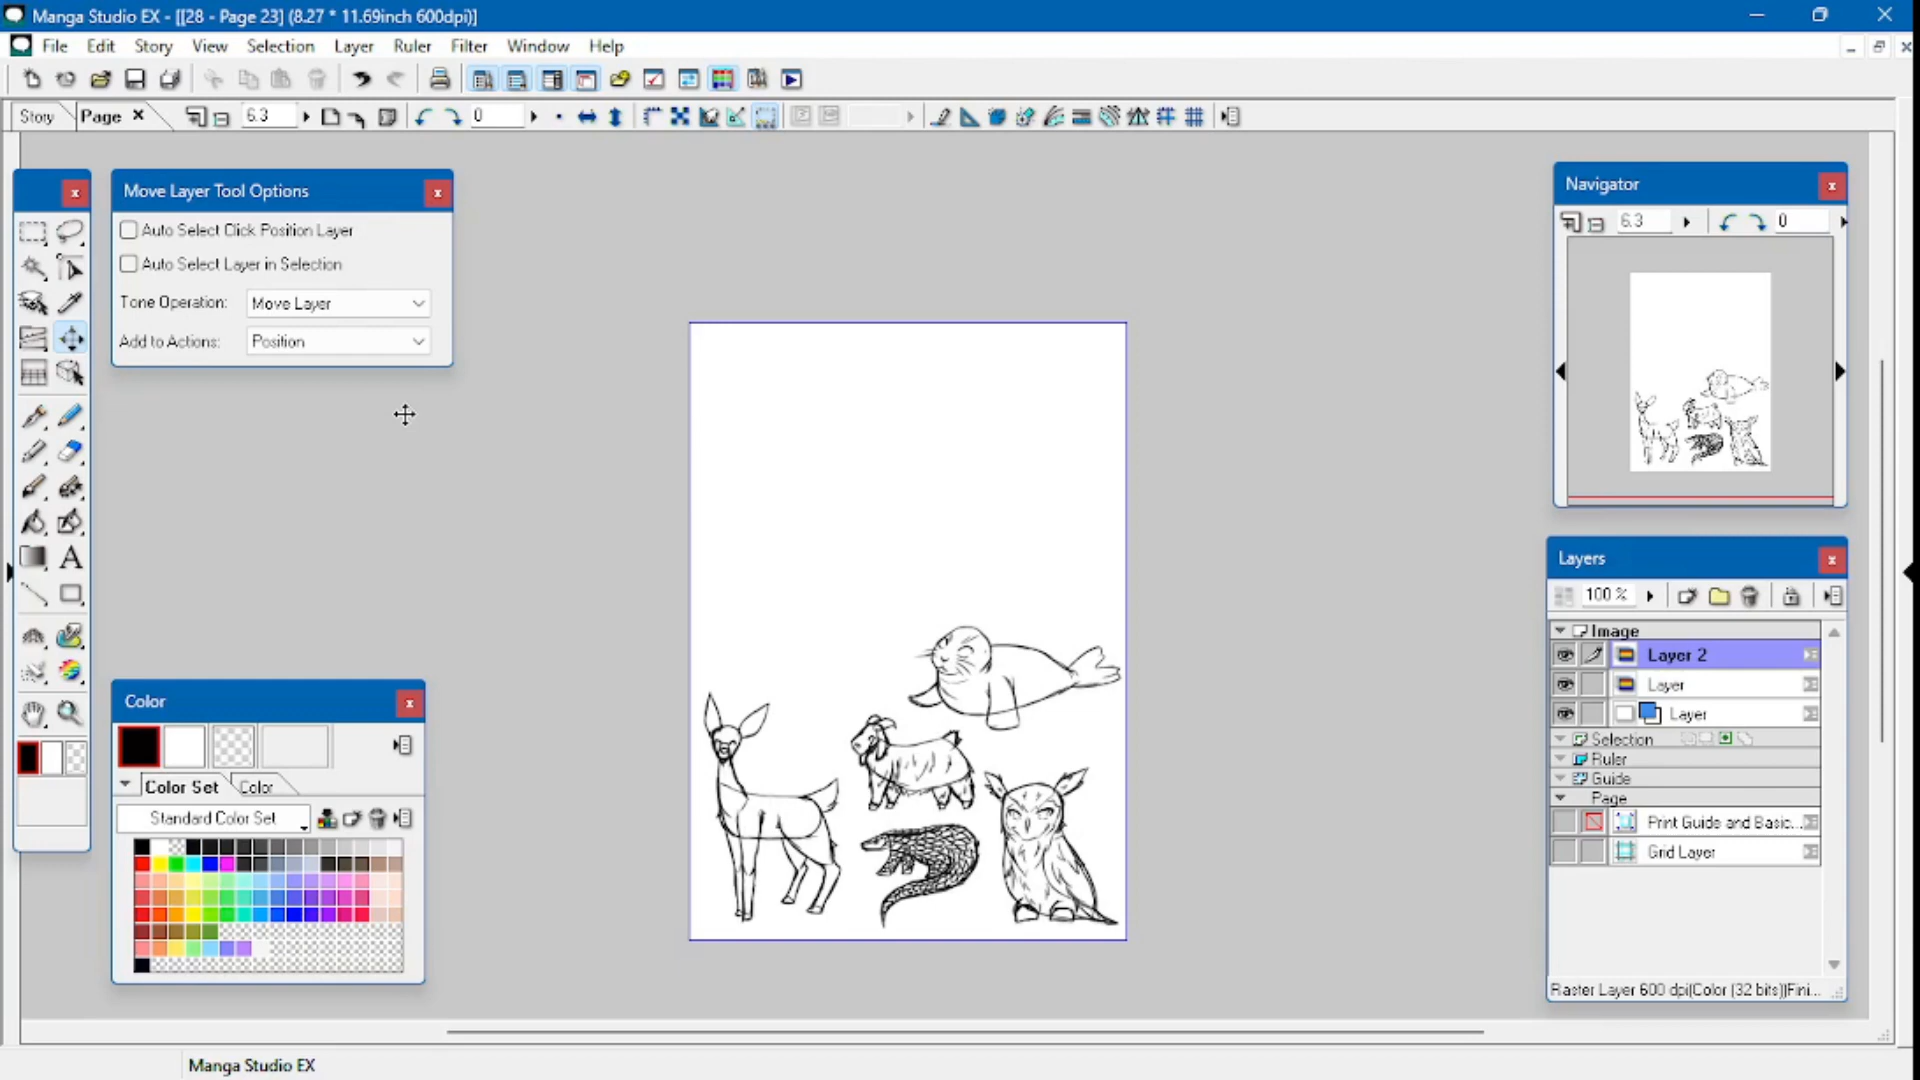 Manga Studio EX - [[28 - Page 23] (8.27 * 11.69inch 600dpi)]
File Edit Story View Selection Layer Ruler Filter Window Help
Story Page 6.3 0
Move Layer Tool Options
Auto Select Click Position Layer
Auto Select Layer in Selection
Tone Operation: Move Layer
Add to Actions: Position
Navigator
6.3 0
Layers
100 %
Image
Layer 2
Layer
Layer
Selection
Ruler
Guide
Page
Print Guide and Basic...
Grid Layer
Raster Layer 600 dpi(Color (32 bits))Fini...
Color
Color Set Color
Standard Color Set
A
Manga Studio EX